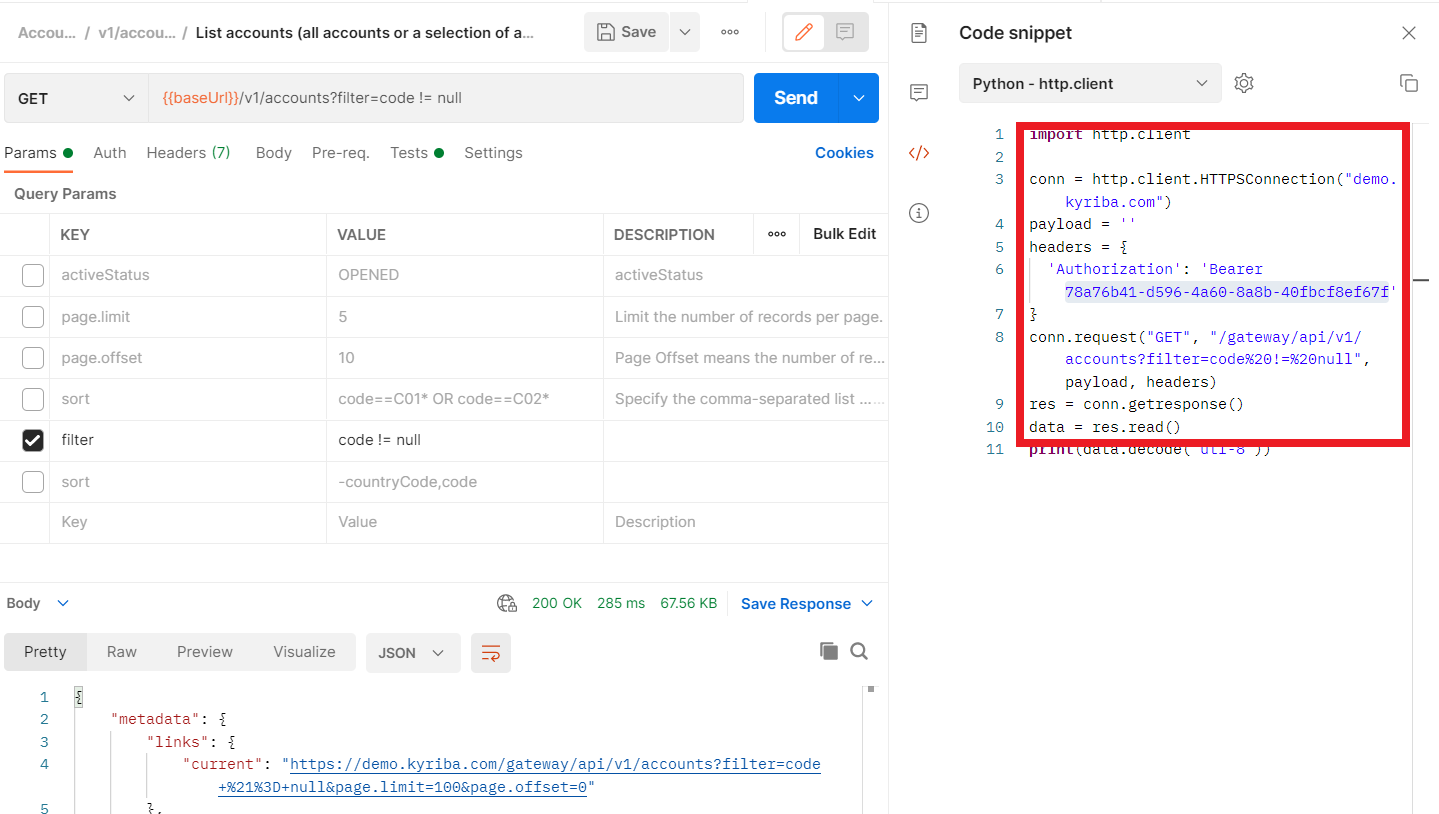 Accou... / v1/accou... / List accounts (all accounts or a selection of a...
Save
GET
{{baseUrl}}/v1/accounts?filter=code != null
Send
Params Auth Headers (7) Body Pre-req. Tests Settings Cookies
Query Params
KEY VALUE DESCRIPTION Bulk Edit
activeStatus OPENED activeStatus
page.limit 5 Limit the number of records per page.
page.offset 10 Page Offset means the number of re...
sort code==C01* OR code==C02* Specify the comma-separated list ...
filter code != null
sort -countryCode,code
Key Value Description
Body 200 OK 285 ms 67.56 KB Save Response
Pretty Raw Preview Visualize JSON
1 {
2 "metadata": {
3 "links": {
4 "current": "https://demo.kyriba.com/gateway/api/v1/accounts?filter=code
+%21%3D+null&page.limit=100&page.offset=0"
5 },
Code snippet
Python - http.client
1 import http.client
2
3 conn = http.client.HTTPSConnection("demo.
kyriba.com")
4 payload = ''
5 headers = {
6 'Authorization': 'Bearer
78a76b41-d596-4a60-8a8b-40fbcf8ef67f'
7 }
8 conn.request("GET", "/gateway/api/v1/
accounts?filter=code%20!=%20null",
payload, headers)
9 res = conn.getresponse()
10 data = res.read()
11 print(data.decode("utf-8"))